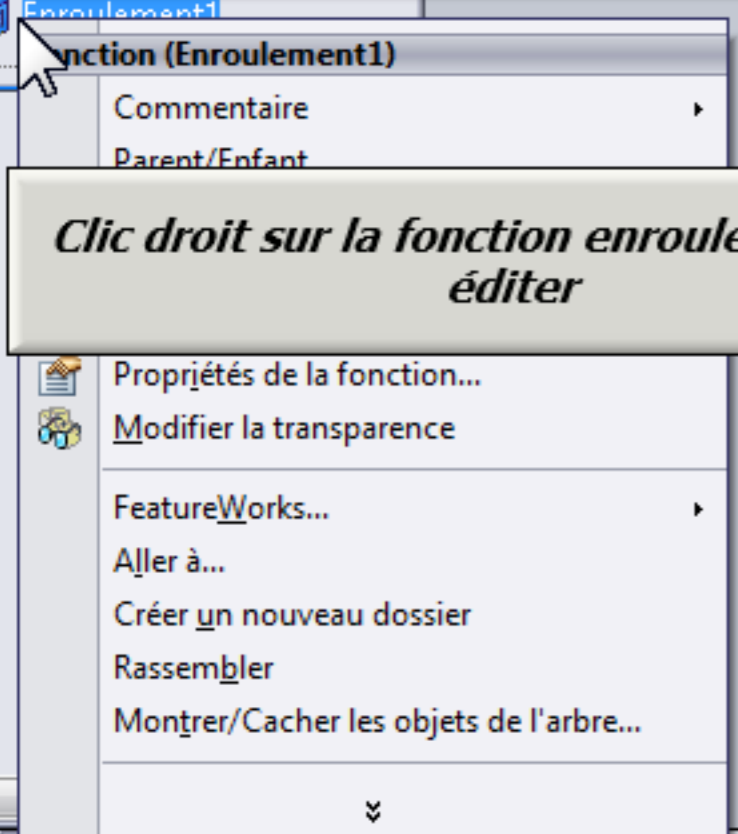 Enroulement1
Fonction (Enroulement1)
Commentaire
Parent/Enfant
Clic droit sur la fonction enroule
éditer
Propriétés de la fonction...
Modifier la transparence
FeatureWorks...
Aller à...
Créer un nouveau dossier
Rassembler
Montrer/Cacher les objets de l'arbre...